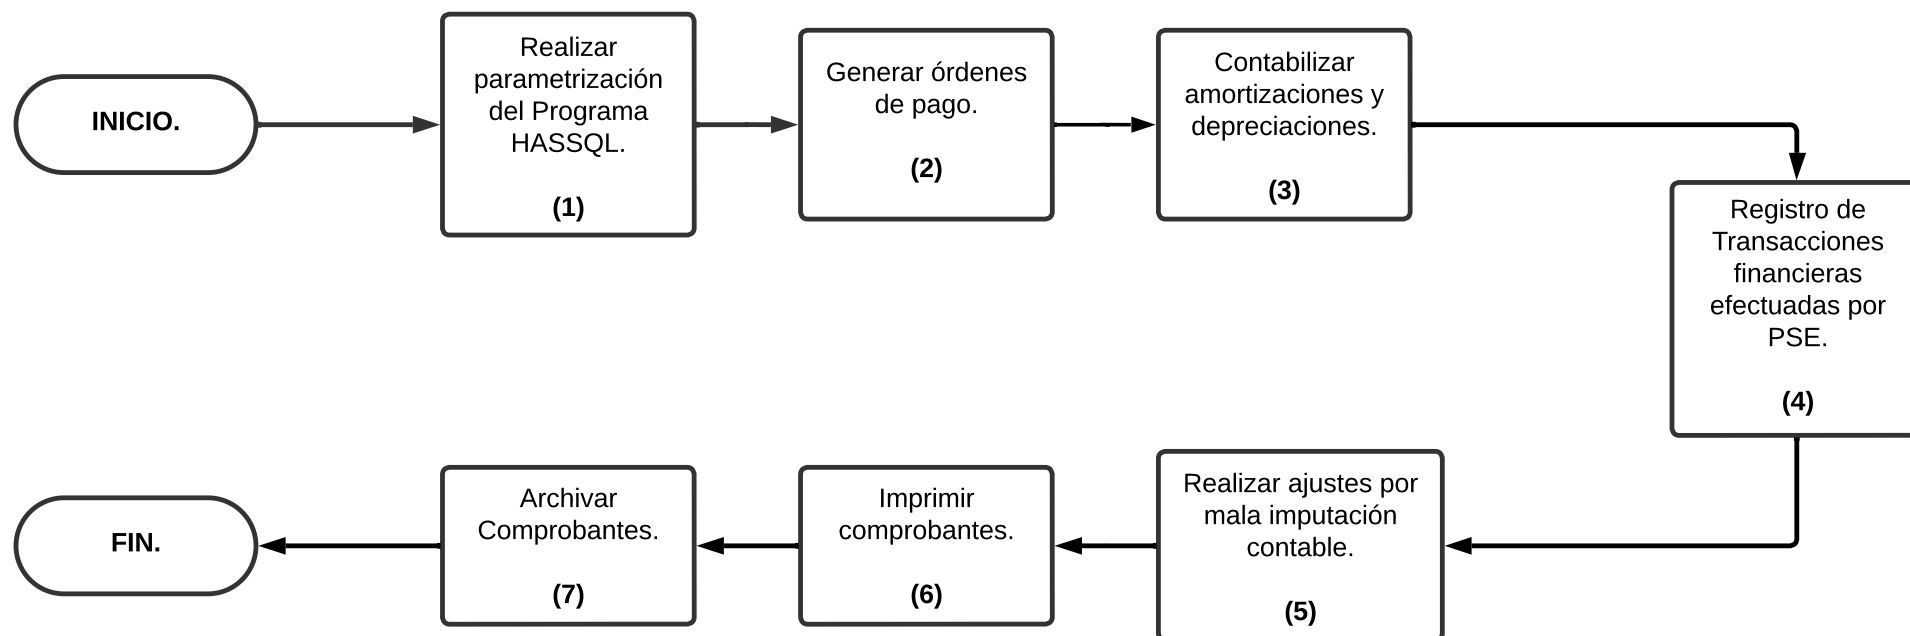 INICIO.
Realizar
parametrización
del Programa
HASSQL.
(1)
Generar órdenes
de pago.
(2)
Contabilizar
amortizaciones y
depreciaciones.
(3)
Registro de
Transacciones
financieras
efectuadas por
PSE.
(4)
Realizar ajustes por
mala imputación
contable.
(5)
Imprimir
comprobantes.
(6)
Archivar
Comprobantes.
(7)
FIN.